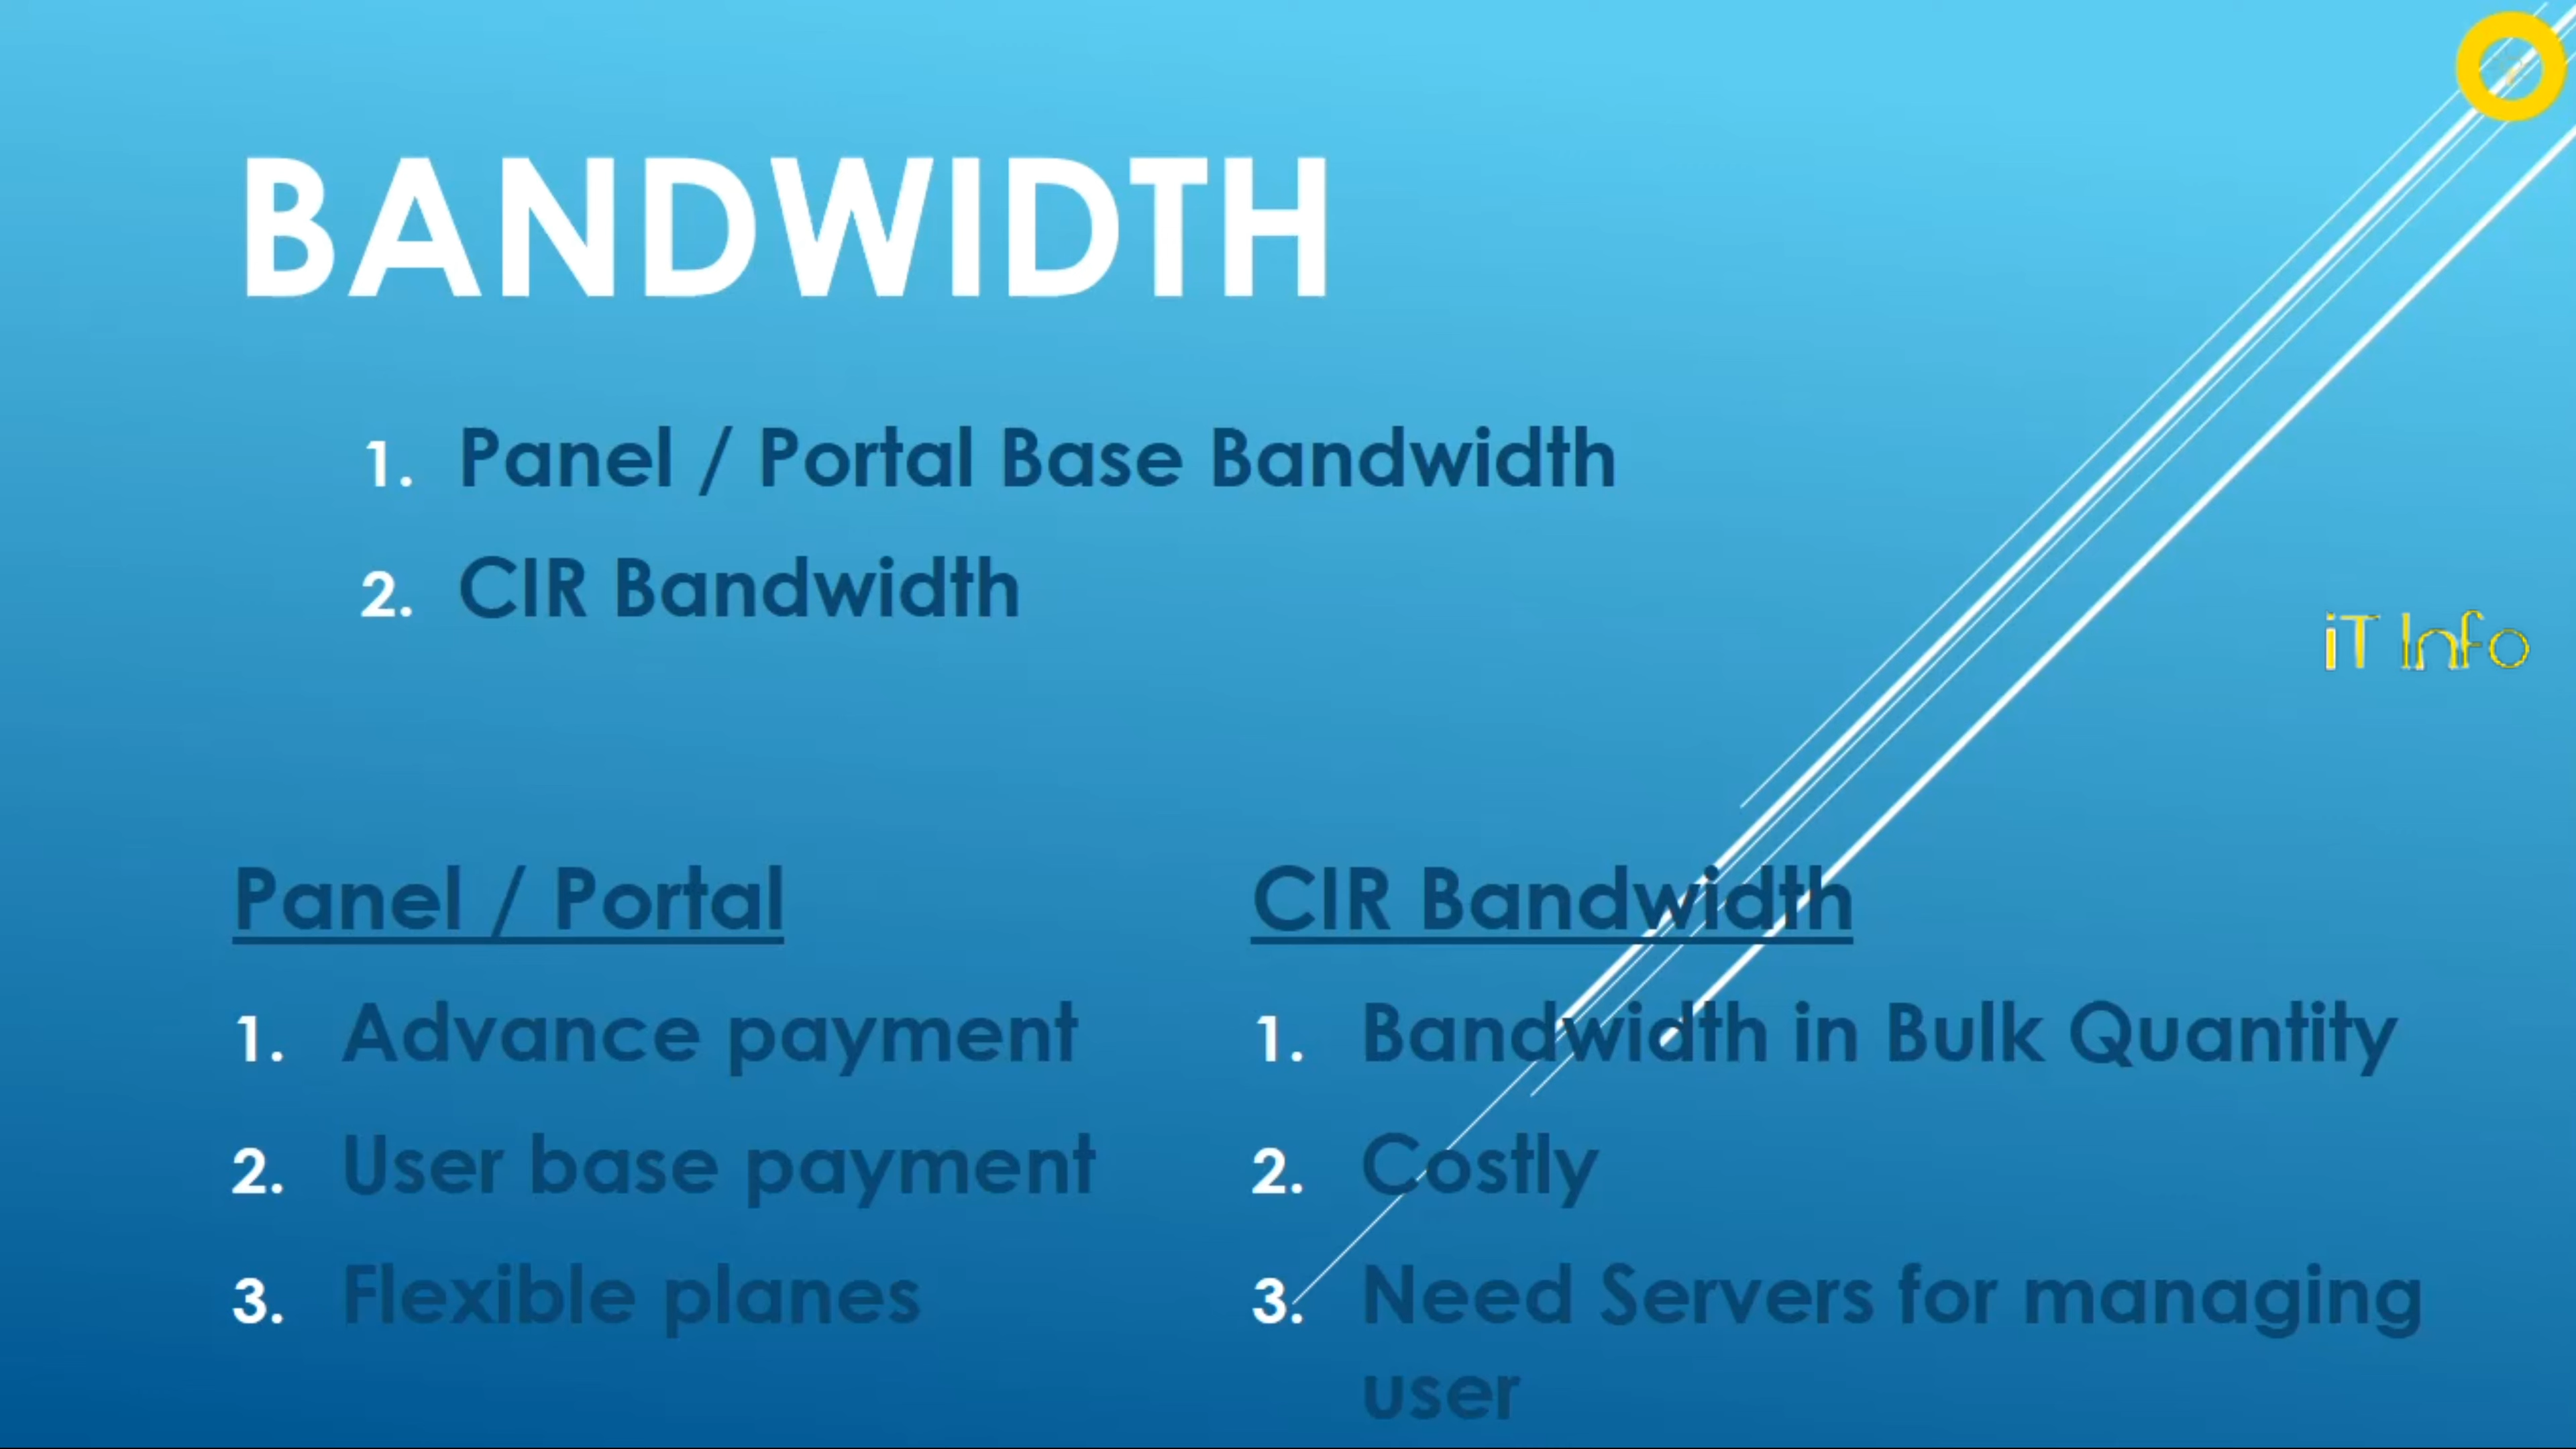 BANDWIDTH
1. Panel / Portal Base Bandwidth
2. CIR Bandwidth
iT Info
Panel / Portal
1. Advance payment
2. User base payment
3. Flexible planes
CIR Bandwidth
1. Bandwidth in Bulk Quantity
2. Costly
3. Need Servers for managing
user